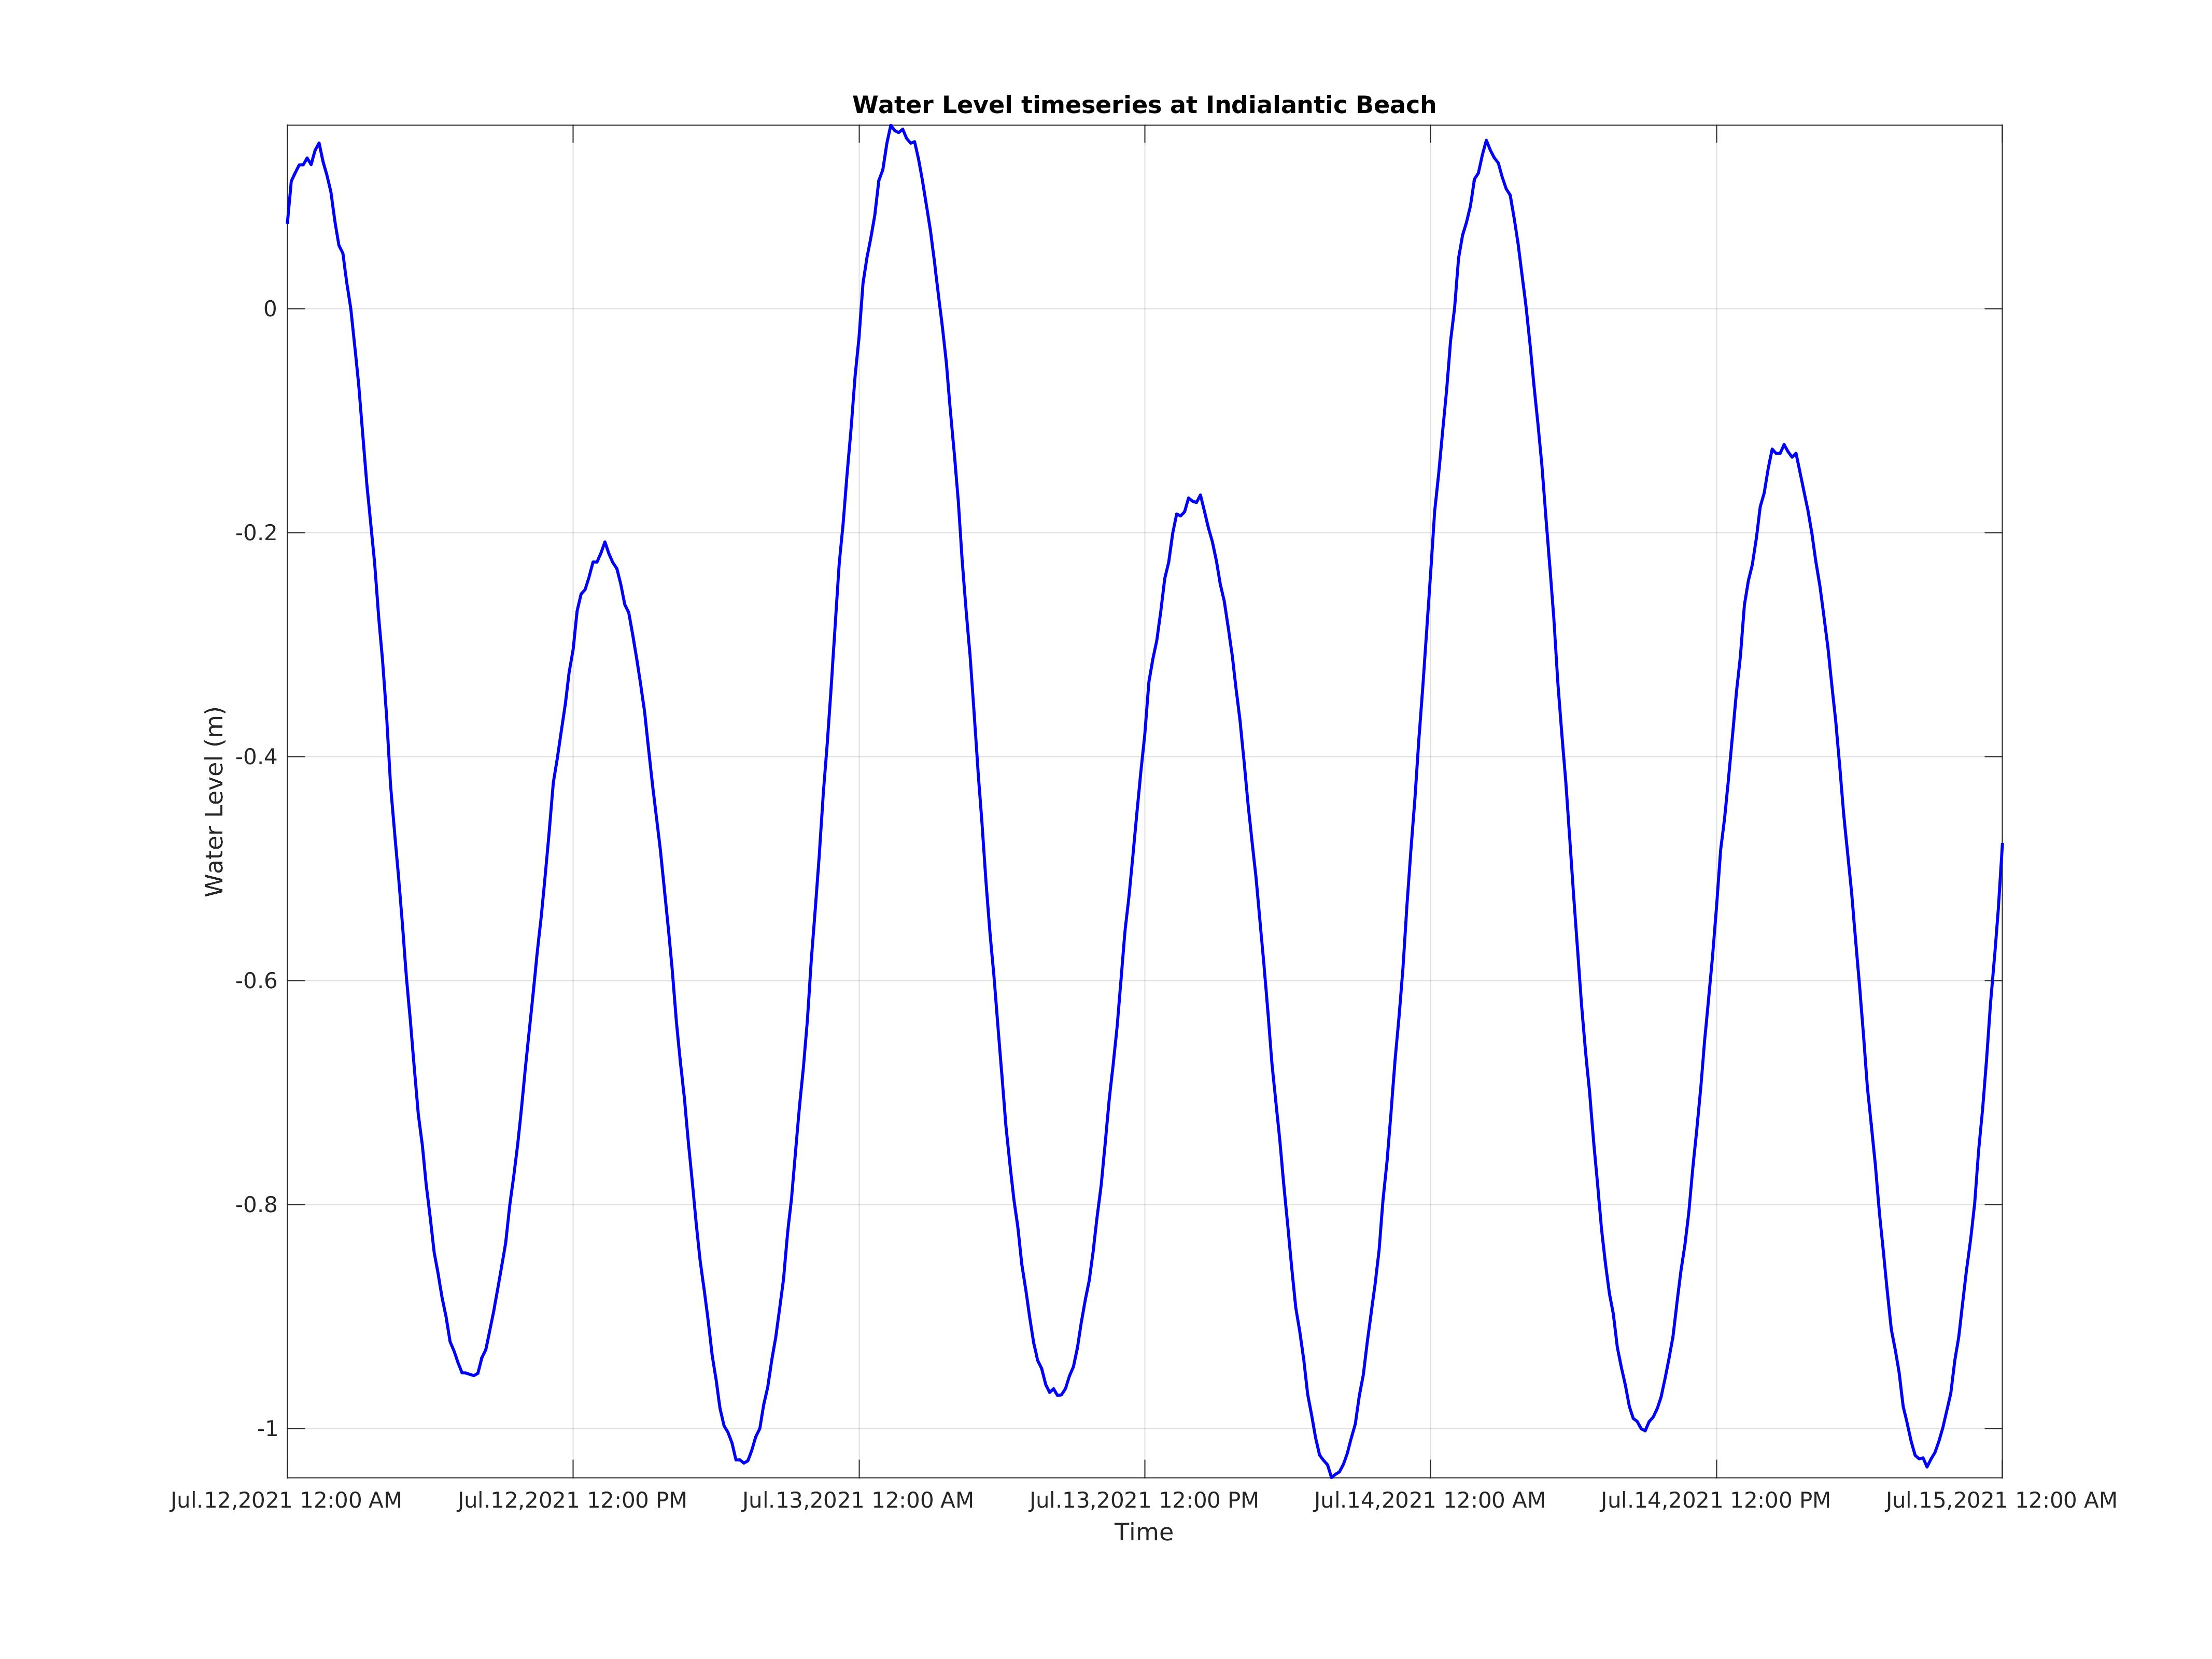 Water Level timeseries at Indialantic Beach
0
-0.2
-0.4
-0.6
-0.8
-1
Water Level (m)
Jul.12,2021 12:00 AM Jul.12,2021 12:00 PM Jul.13,2021 12:00 AM Jul.13,2021 12:00 PM Jul.14,2021 12:00 AM Jul.14,2021 12:00 PM Jul.15,2021 12:00 AM
Time